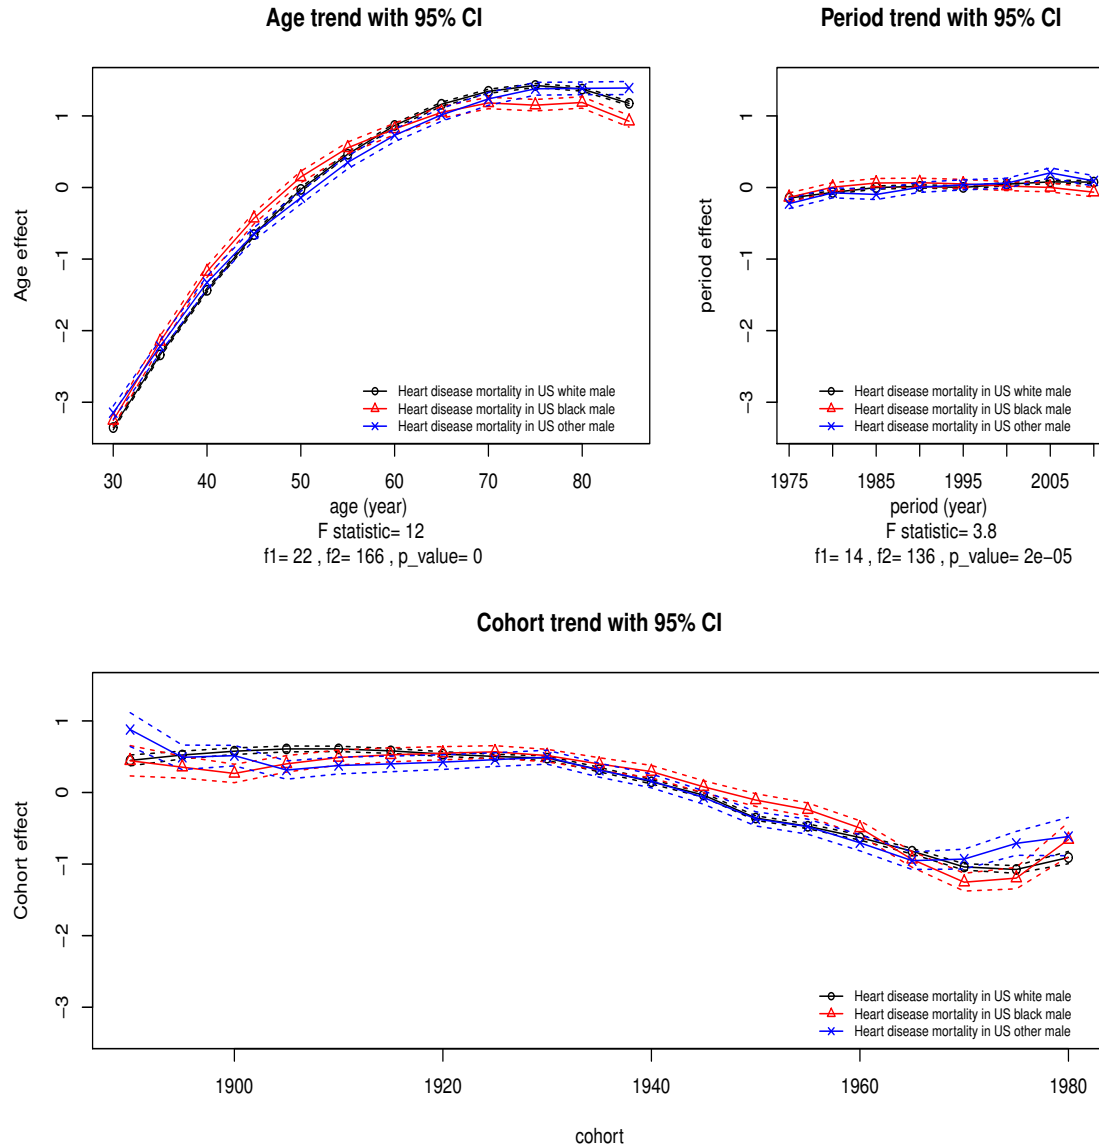 Age trend with 95% CI
Age effect
1
0
−1
−2
−3
Heart disease mortality in US white male
Heart disease mortality in US black male
Heart disease mortality in US other male
30 40 50 60 70 80
age (year)
F statistic= 12
f1= 22 , f2= 166 , p_value= 0
Period trend with 95% CI
period effect
1
0
−1
−2
−3
Heart disease mortality in US white male
Heart disease mortality in US black male
Heart disease mortality in US other male
1975 1985 1995 2005
period (year)
F statistic= 3.8
f1= 14 , f2= 136 , p_value= 2e−05
Cohort trend with 95% CI
Cohort effect
1
0
−1
−2
−3
Heart disease mortality in US white male
Heart disease mortality in US black male
Heart disease mortality in US other male
1900 1920 1940 1960 1980
cohort